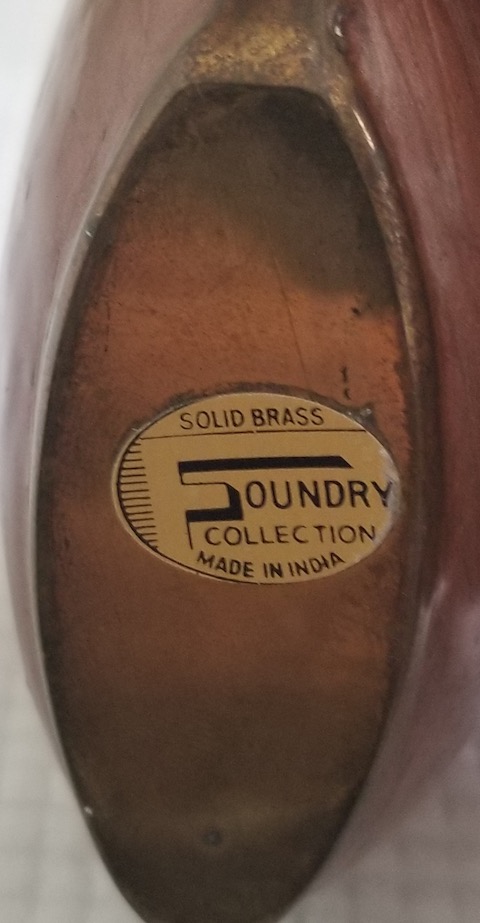 SOLID BRASS
FOUNDRY
COLLECTION
MADE IN INDIA